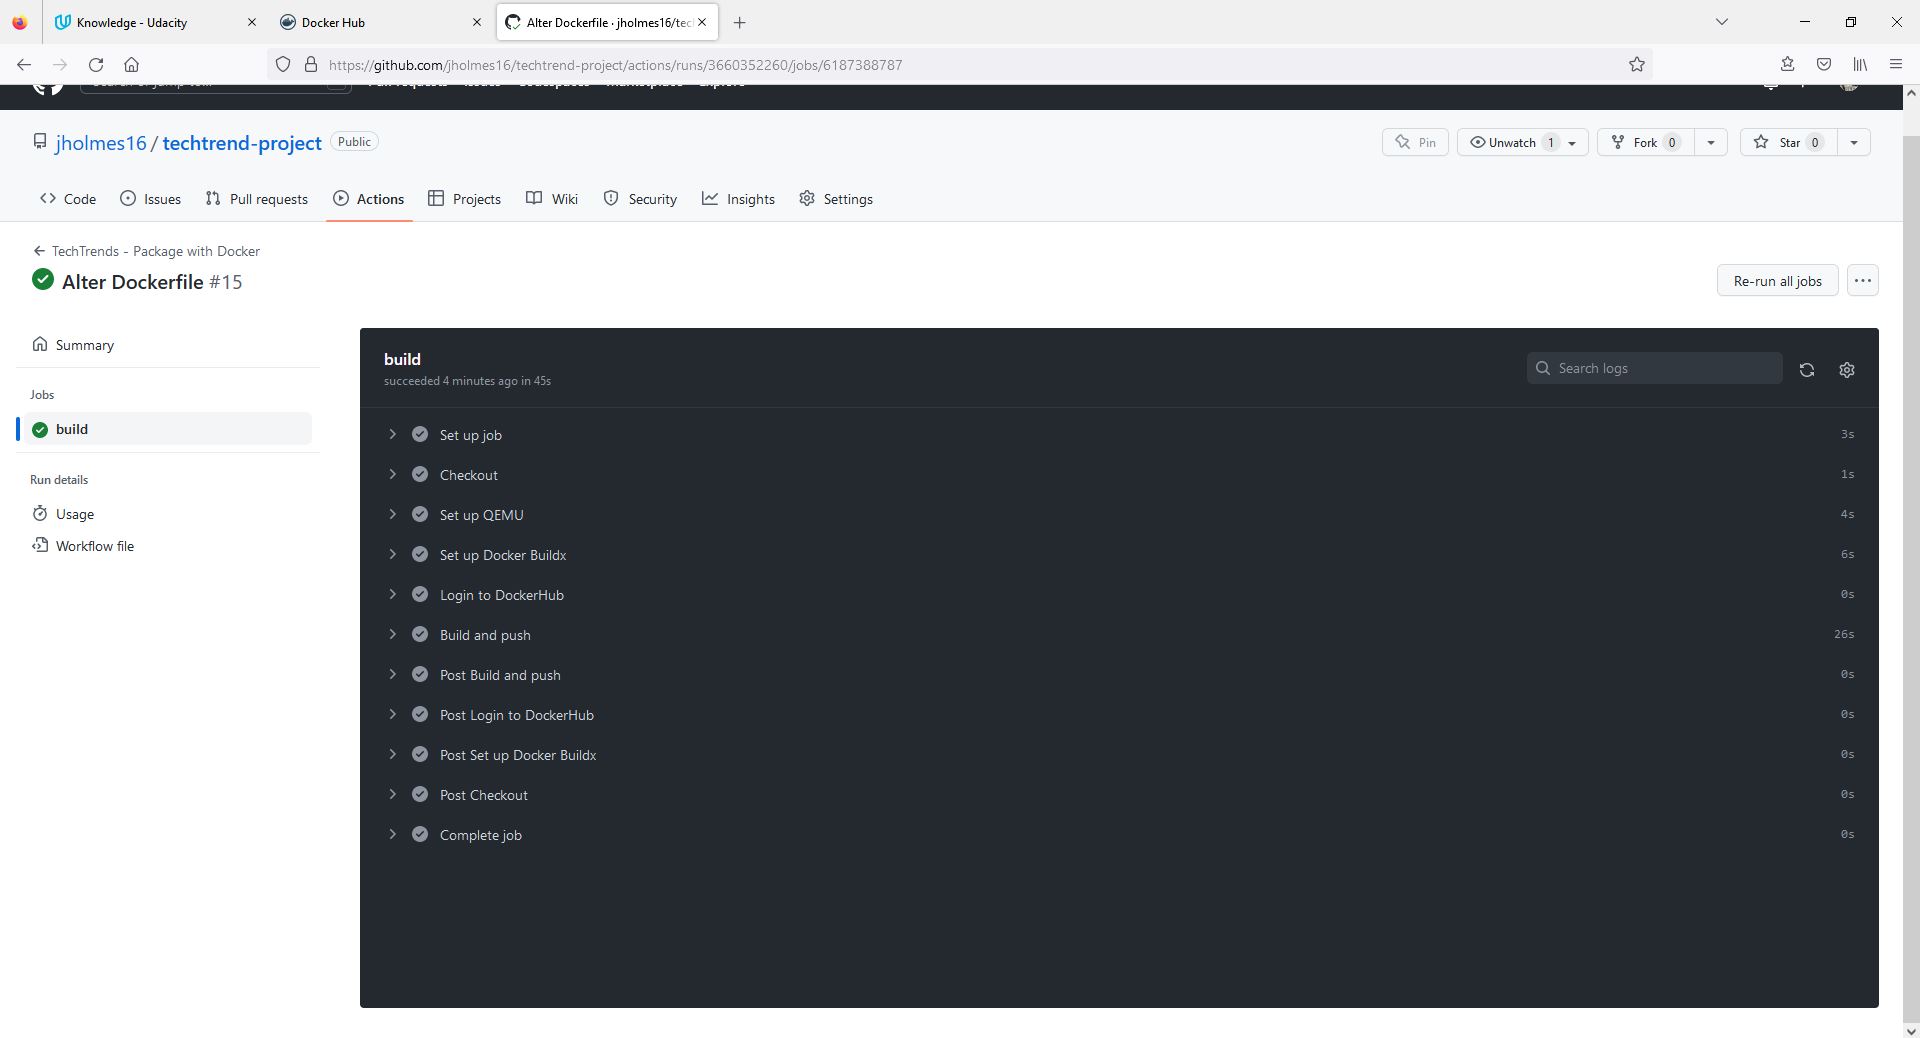 Knowledge - Udacity
Docker Hub
Alter Dockerfile · jholmes16/tec
https://github.com/jholmes16/techtrend-project/actions/runs/3660352260/jobs/6187388787
jholmes16 / techtrend-project Public
Pin
Unwatch 1
Fork 0
Star 0
Code
Issues
Pull requests
Actions
Projects
Wiki
Security
Insights
Settings
TechTrends - Package with Docker
Alter Dockerfile #15
Re-run all jobs
Summary
Jobs
build
Run details
Usage
Workflow file
build
succeeded 4 minutes ago in 45s
Search logs
Set up job 3s
Checkout 1s
Set up QEMU 4s
Set up Docker Buildx 6s
Login to DockerHub 0s
Build and push 26s
Post Build and push 0s
Post Login to DockerHub 0s
Post Set up Docker Buildx 0s
Post Checkout 0s
Complete job 0s